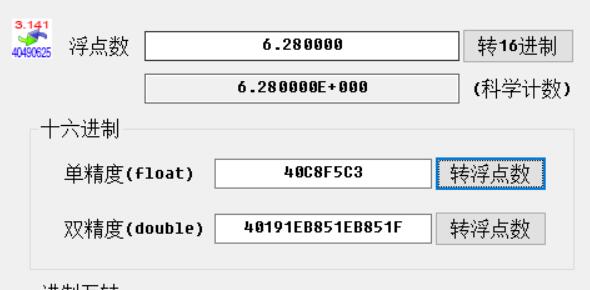 3.141
40490625
浮点数 6.280000 转16进制
6.280000E+000 (科学计数)
十六进制
单精度(float) 40C8F5C3 转浮点数
双精度(double) 40191EB851EB851F 转浮点数